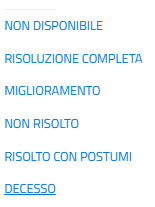 NON DISPONIBILE
RISOLUZIONE COMPLETA
MIGLIORAMENTO
NON RISOLTO
RISOLTO CON POSTUMI
DECESSO